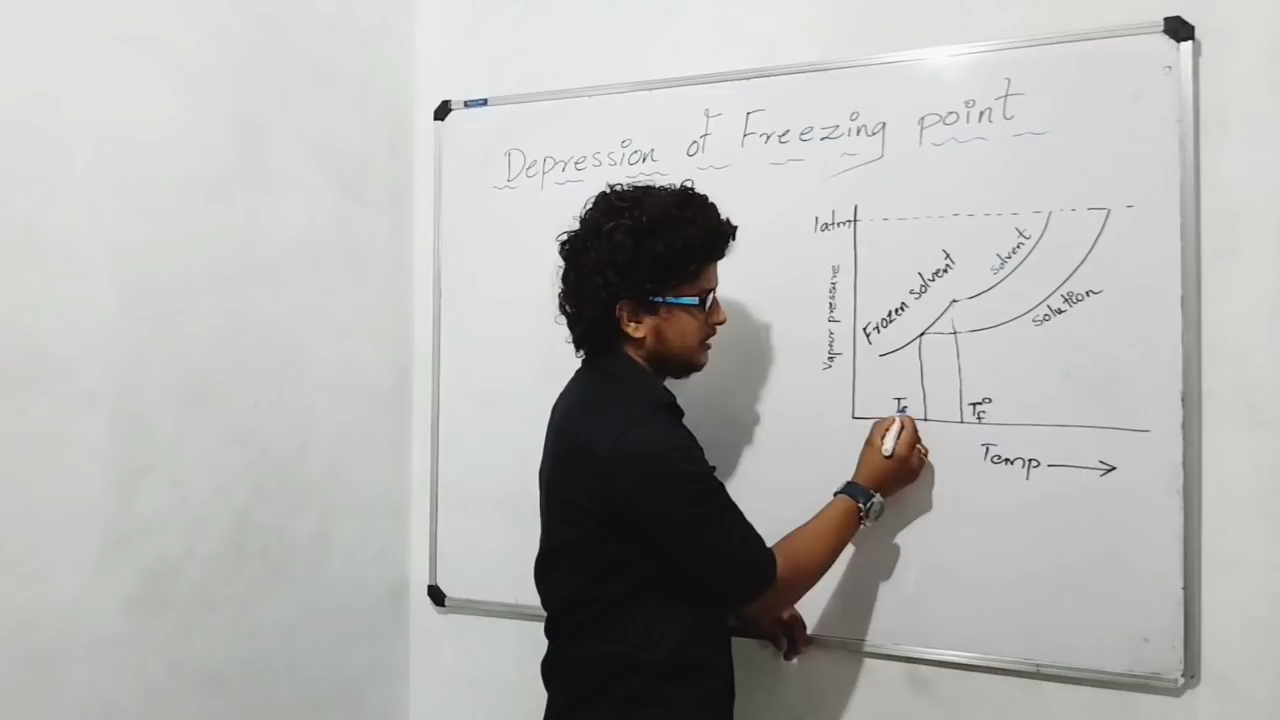 Depression of Freezing point
1atm
Vapour pressure
Frozen solvent
solvent
solution
Tf
Tf°
Temp